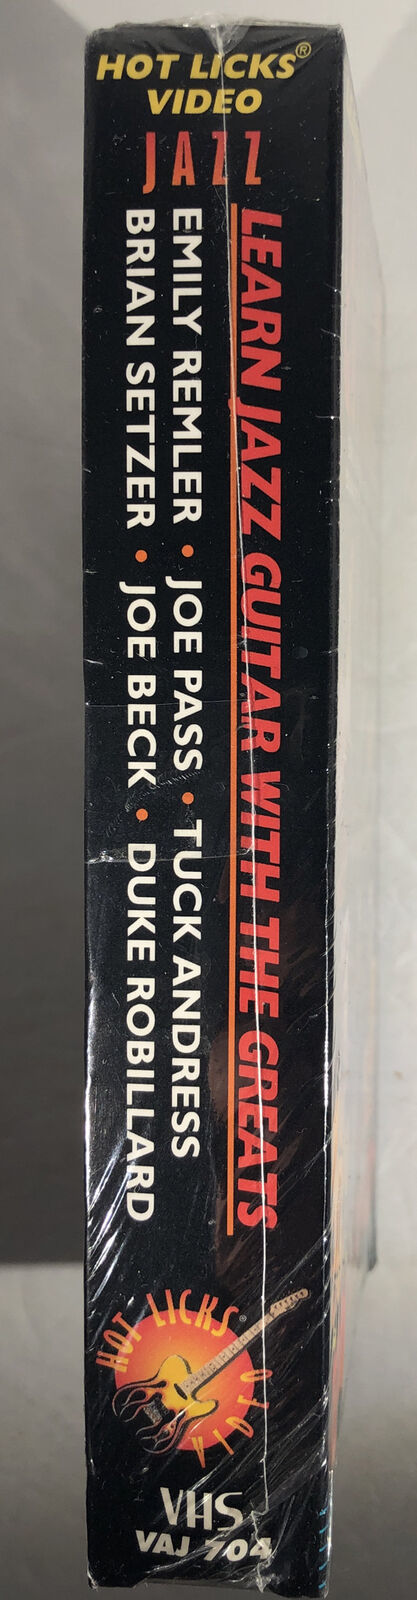 HOT LICKS®
VIDEO
JAZZ
LEARN JAZZ GUITAR WITH THE GREATS
EMILY REMLER • JOE PASS • TUCK ANDRESS
BRIAN SETZER • JOE BECK • DUKE ROBILLARD
HOT LICKS®
VIDEO
VHS
VAJ 704